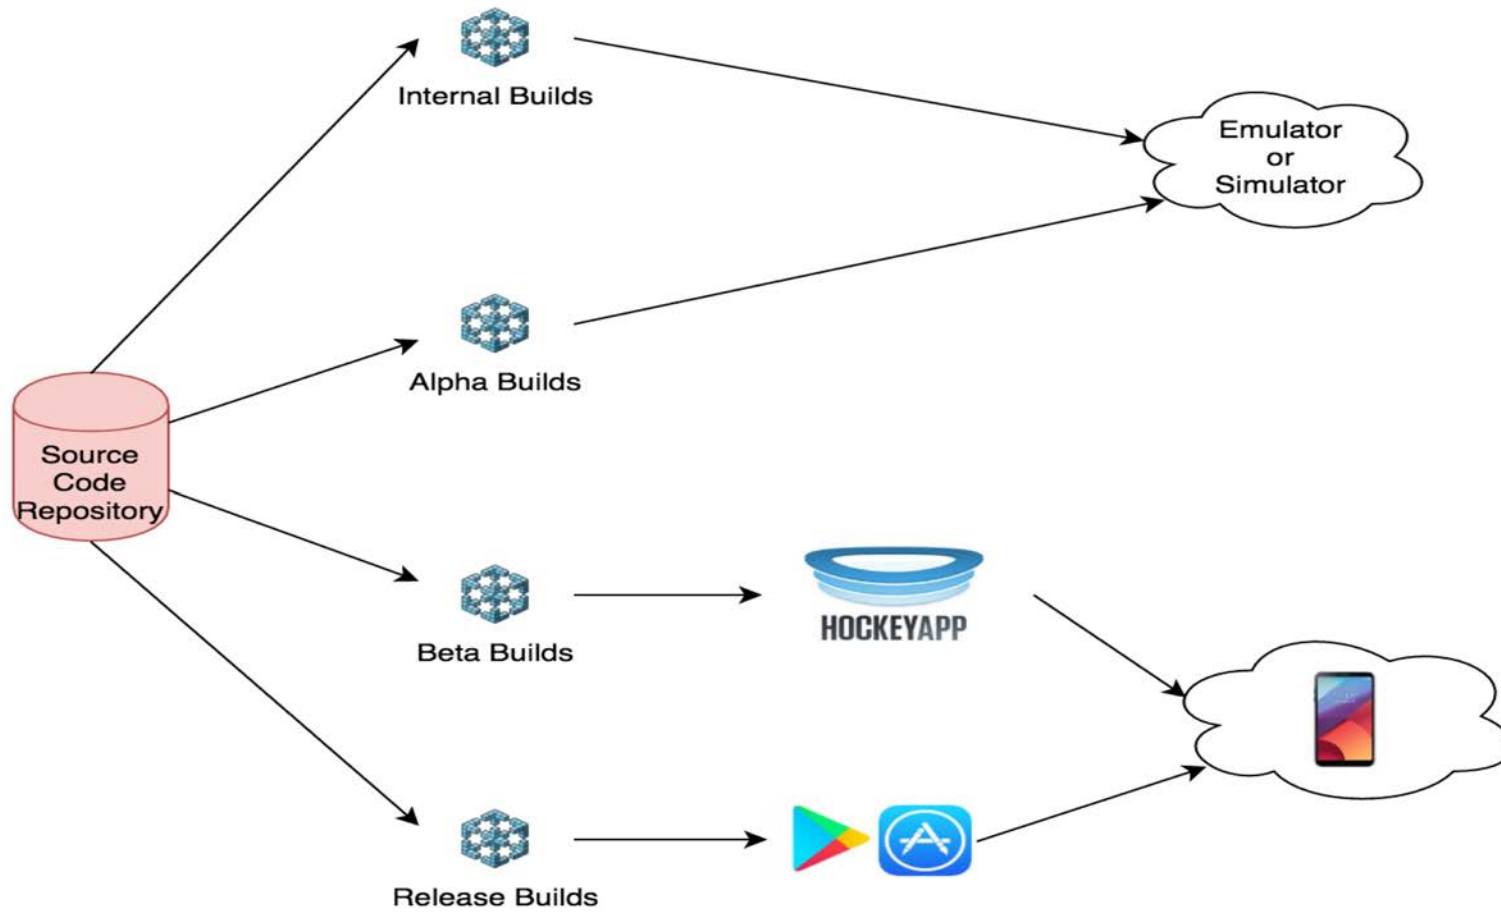 Internal Builds
Emulator
or
Simulator
Alpha Builds
Source
Code
Repository
HOCKEYAPP
Beta Builds
Release Builds